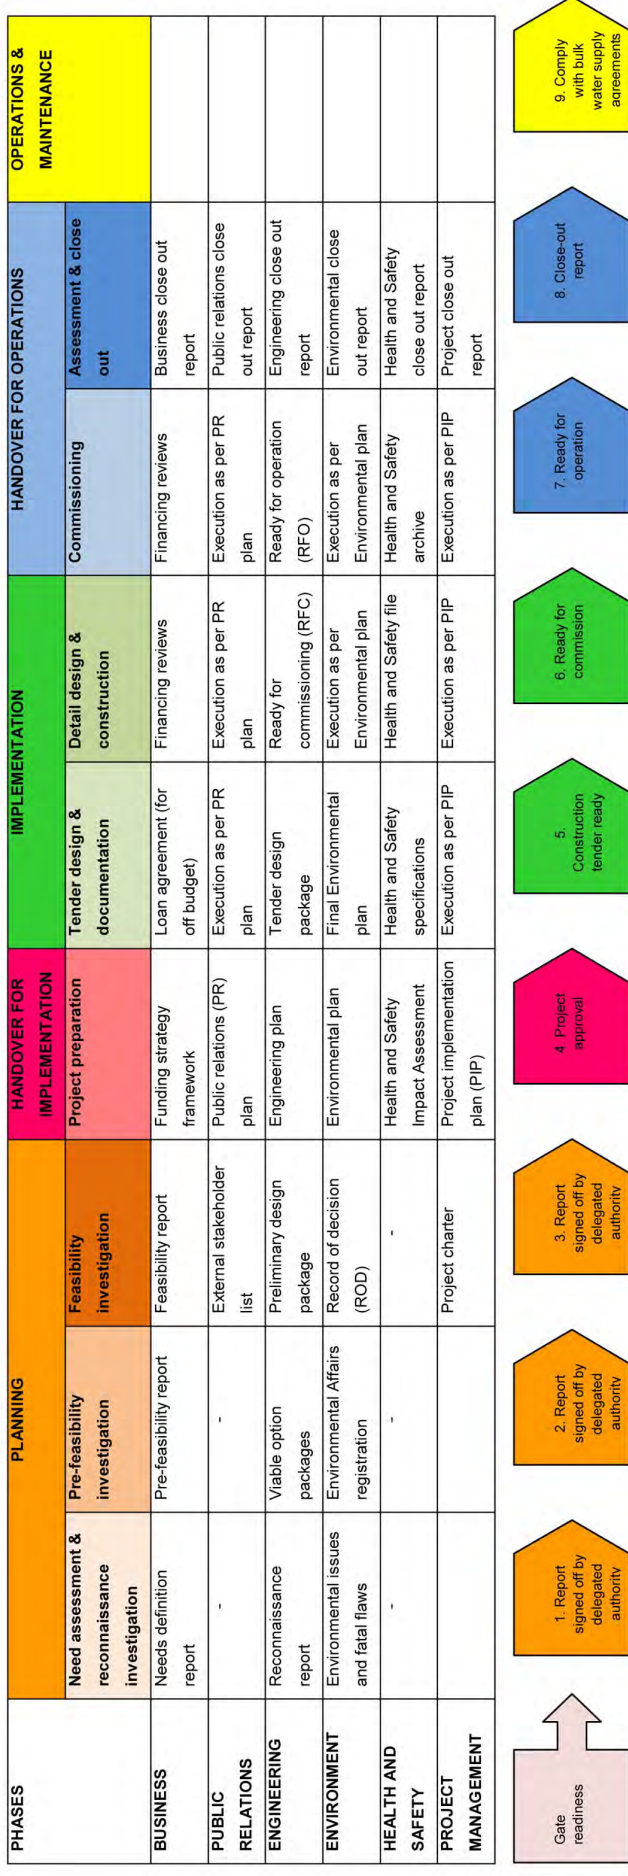 PHASES
PLANNING
HANDOVER FOR
IMPLEMENTATION
IMPLEMENTATION
HANDOVER FOR OPERATIONS
OPERATIONS &
MAINTENANCE
Need assessment &
reconnaissance
investigation
Pre-feasibility
investigation
Feasibility
investigation
Project preparation
Tender design &
documentation
Detail design &
construction
Commissioning
Assessment & close
out
BUSINESS
Needs definition
report
Pre-feasibility report
Feasibility report
Funding strategy
framework
Loan agreement (for
off budget)
Financing reviews
Financing reviews
Business close out
report
PUBLIC
RELATIONS
-
-
External stakeholder
list
Public relations (PR)
plan
Execution as per PR
plan
Execution as per PR
plan
Execution as per PR
plan
Public relations close
out report
ENGINEERING
Reconnaissance
report
Viable option
packages
Preliminary design
package
Engineering plan
Tender design
package
Ready for
commissioning (RFC)
Ready for operation
(RFO)
Engineering close out
report
ENVIRONMENT
Environmental issues
and fatal flaws
Environmental Affairs
registration
Record of decision
(ROD)
Environmental plan
Final Environmental
plan
Execution as per
Environmental plan
Execution as per
Environmental plan
Environmental close
out report
HEALTH AND
SAFETY
-
-
-
Health and Safety
Impact Assessment
Health and Safety
specifications
Health and Safety file
Health and Safety
archive
Health and Safety
close out report
PROJECT
MANAGEMENT
Project charter
Project implementation
plan (PIP)
Execution as per PIP
Execution as per PIP
Execution as per PIP
Project close out
report
Gate
readiness
1. Report
signed off by
delegated
authority
2. Report
signed off by
delegated
authority
3. Report
signed off by
delegated
authority
4. Project
approval
5.
Construction
tender ready
6. Ready for
commission
7. Ready for
operation
8. Close-out
report
9. Comply
with bulk
water supply
agreements